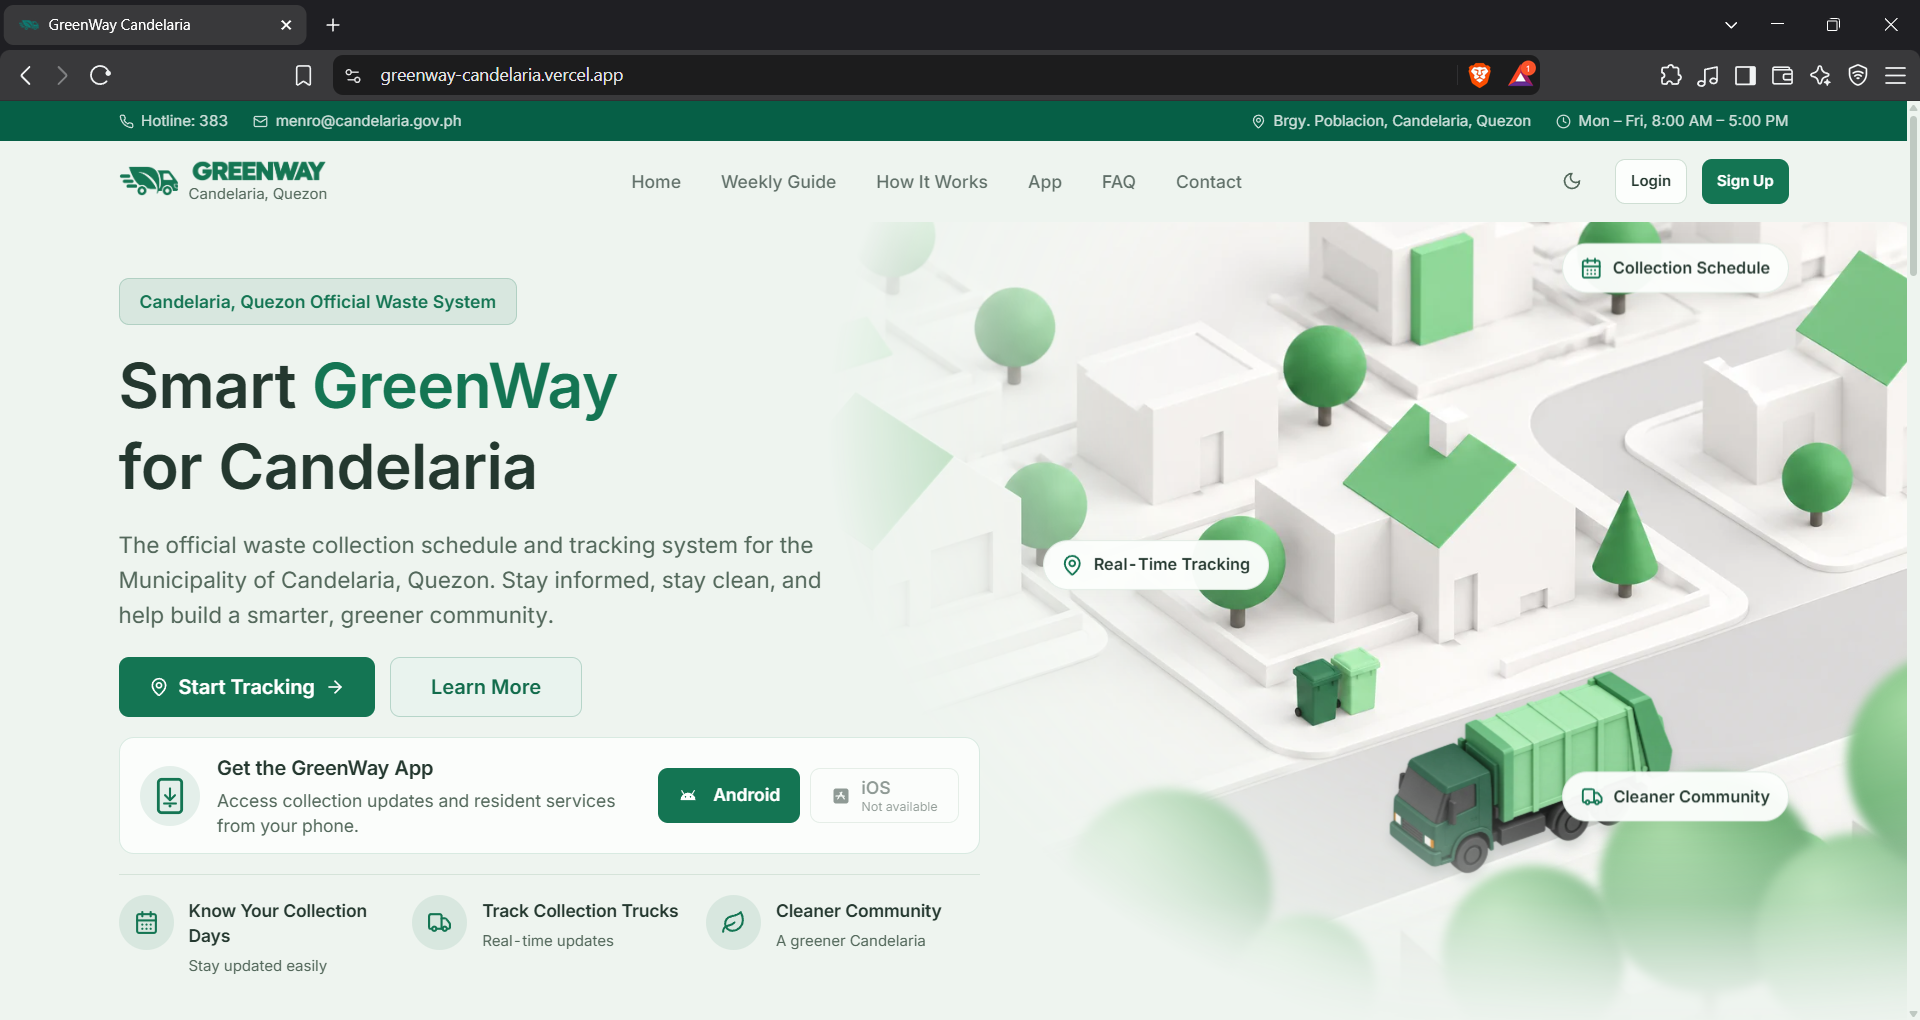 GreenWay Candelaria
greenway-candelaria.vercel.app
1
Hotline: 383
menro@candelaria.gov.ph
Brgy. Poblacion, Candelaria, Quezon
Mon – Fri, 8:00 AM – 5:00 PM
GREENWAY
Candelaria, Quezon
Home
Weekly Guide
How It Works
App
FAQ
Contact
Login
Sign Up
Candelaria, Quezon Official Waste System
Smart GreenWay
for Candelaria
The official waste collection schedule and tracking system for the
Municipality of Candelaria, Quezon. Stay informed, stay clean, and
help build a smarter, greener community.
Start Tracking
Learn More
Get the GreenWay App
Access collection updates and resident services
from your phone.
Android
iOS
Not available
Know Your Collection
Days
Stay updated easily
Track Collection Trucks
Real-time updates
Cleaner Community
A greener Candelaria
Collection Schedule
Real-Time Tracking
Cleaner Community